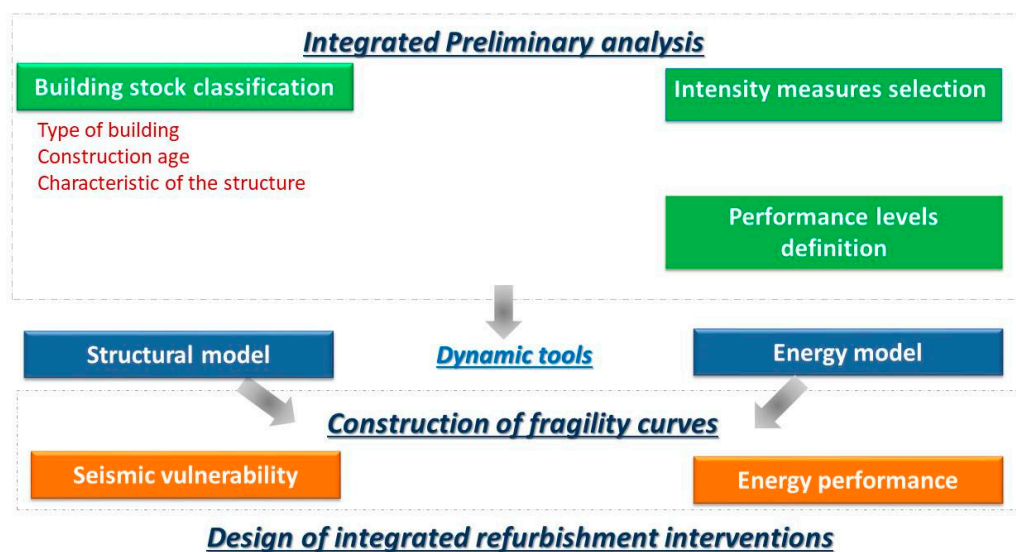 Integrated Preliminary analysis
Building stock classification
Type of building
Construction age
Characteristic of the structure
Intensity measures selection
Performance levels
definition
Structural model
Dynamic tools
Energy model
Construction of fragility curves
Seismic vulnerability
Energy performance
Design of integrated refurbishment interventions